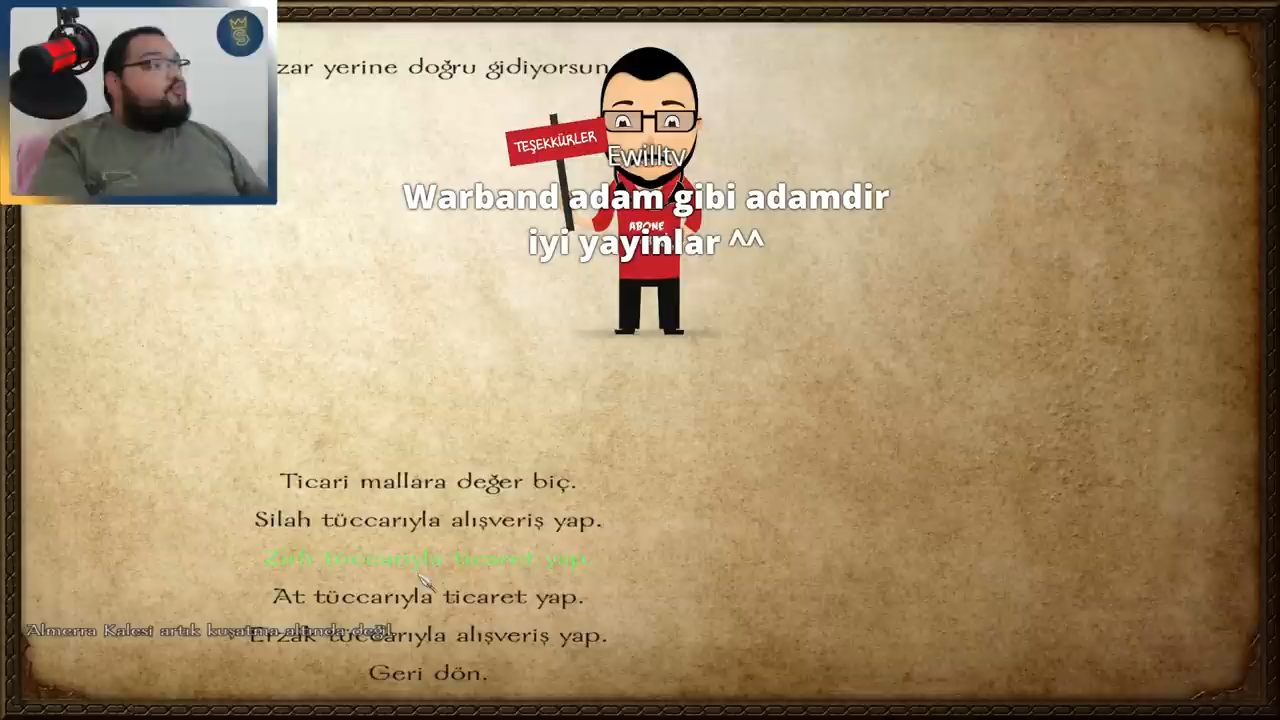 zar yerine doğru gidiyorsun
TEŞEKKÜRLER
Ewilltv
Warband adam gibi adamdir
iyi yayinlar ^^
ABONE
Ticari mallara değer biç.
Silah tüccarıyla alışveriş yap.
Zırh tüccarıyla ticaret yap.
At tüccarıyla ticaret yap.
Almerra Kalesi artık kuşatma altında değil.
Erzak tüccarıyla alışveriş yap.
Geri dön.